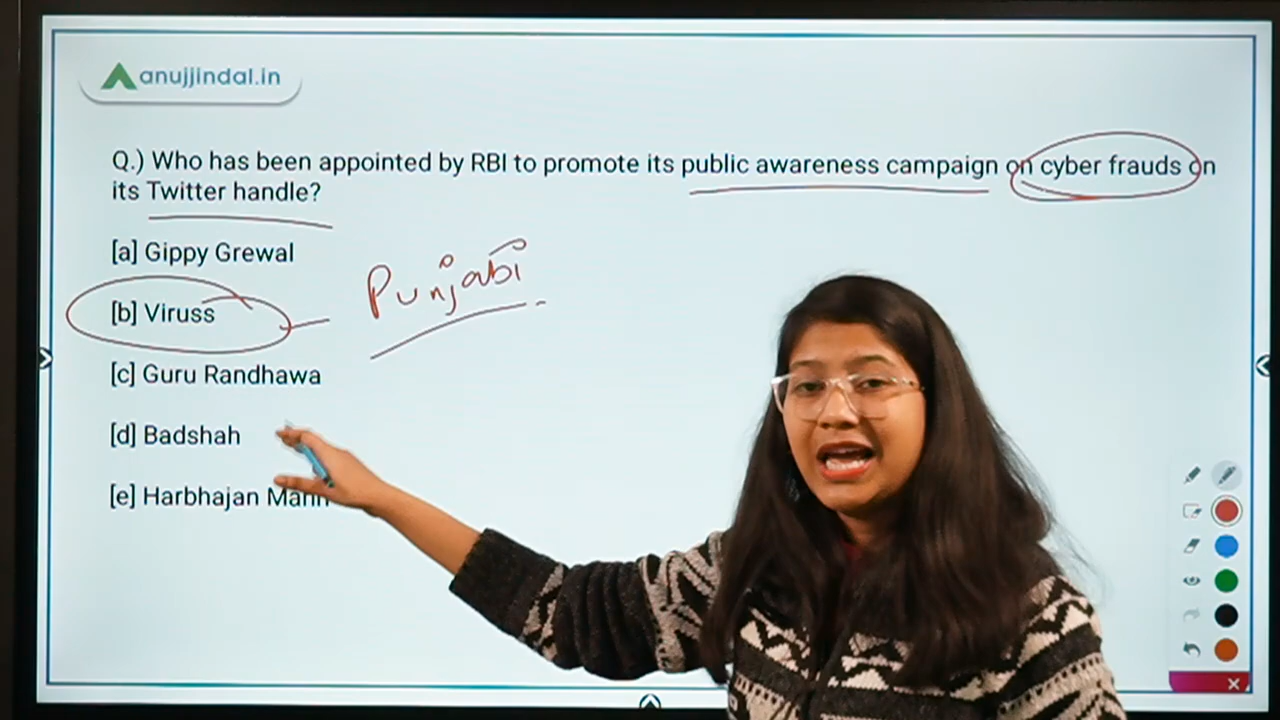 anujjindal.in
Q.) Who has been appointed by RBI to promote its public awareness campaign on cyber frauds on
its Twitter handle?
[a] Gippy Grewal
[b] Viruss
Punjabi
[c] Guru Randhawa
[d] Badshah
[e] Harbhajan Mann